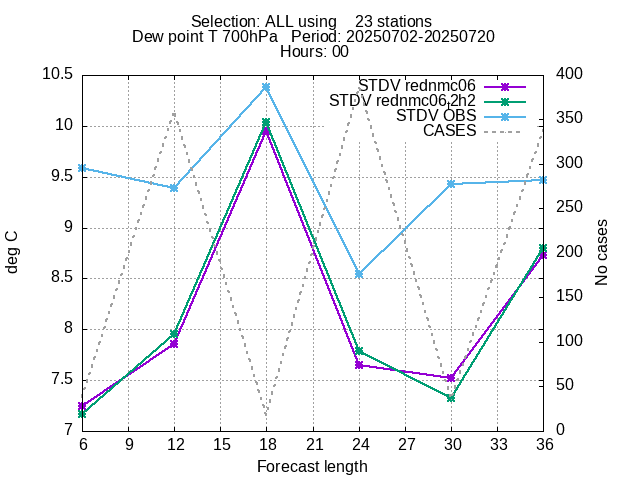 Selection: ALL using    23 stations
Dew point T 700hPa   Period: 20250702-20250720
Hours: 00
STDV rednmc06
STDV rednmc06,2h2
STDV OBS
CASES
10.5
10
9.5
9
8.5
8
7.5
7
400
350
300
250
200
150
100
50
0
deg C
No cases
6 9 12 15 18 21 24 27 30 33 36
Forecast length